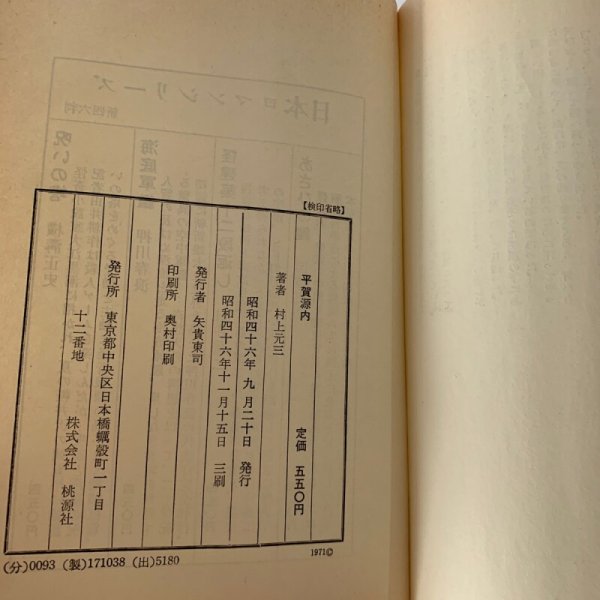 【検印省略】
平賀源内　定価　五五〇円
著者　村上元三
昭和四十六年　九　月二十日　発行
昭和四十六年十一月十五日　三刷
発行者　矢貴東司
印刷所　奥村印刷
発行所　東京都中央区日本橋蠣殻町一丁目
十二番地　株式会社　桃源社
1971©
(分)0093 (製)171038 (出)5180
日本ロマンシリーズ
新四六判